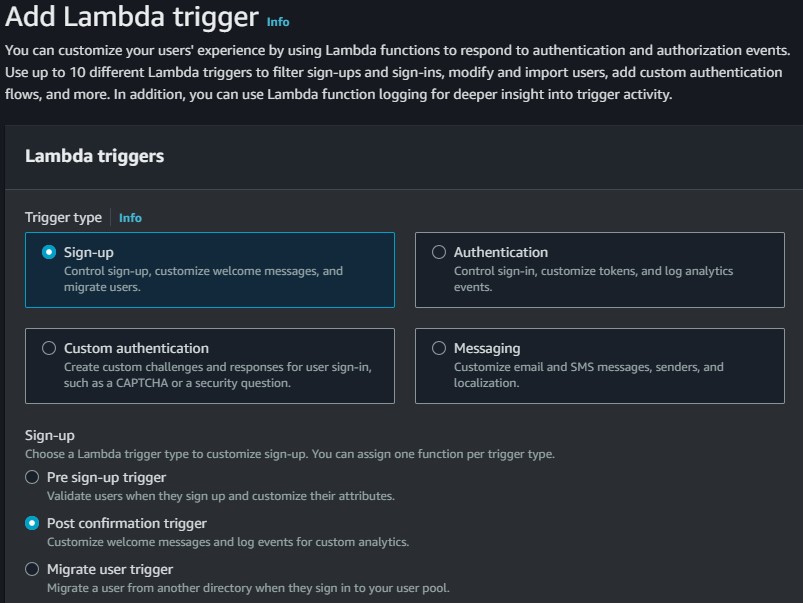 Add Lambda trigger Info
You can customize your users' experience by using Lambda functions to respond to authentication and authorization events.
Use up to 10 different Lambda triggers to filter sign-ups and sign-ins, modify and import users, add custom authentication
flows, and more. In addition, you can use Lambda function logging for deeper insight into trigger activity.
Lambda triggers
Trigger type Info
Sign-up
Control sign-up, customize welcome messages, and
migrate users.
Authentication
Control sign-in, customize tokens, and log analytics
events.
Custom authentication
Create custom challenges and responses for user sign-in,
such as a CAPTCHA or a security question.
Messaging
Customize email and SMS messages, senders, and
localization.
Sign-up
Choose a Lambda trigger type to customize sign-up. You can assign one function per trigger type.
Pre sign-up trigger
Validate users when they sign up and customize their attributes.
Post confirmation trigger
Customize welcome messages and log events for custom analytics.
Migrate user trigger
Migrate a user from another directory when they sign in to your user pool.